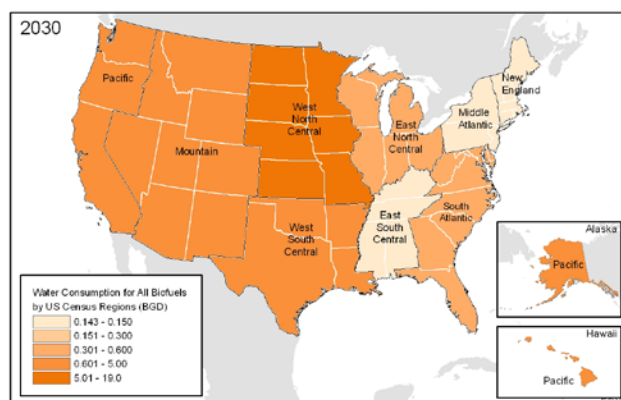 2030
Pacific
Mountain
West
North
Central
West
South
Central
East
North
Central
East
South
Central
South
Atlantic
Middle
Atlantic
New
England
Alaska
Pacific
Hawaii
Pacific
Water Consumption for All Biofuels
by US Census Regions (BGD)
0.143 - 0.150
0.151 - 0.300
0.301 - 0.600
0.601 - 5.00
5.01 - 19.0